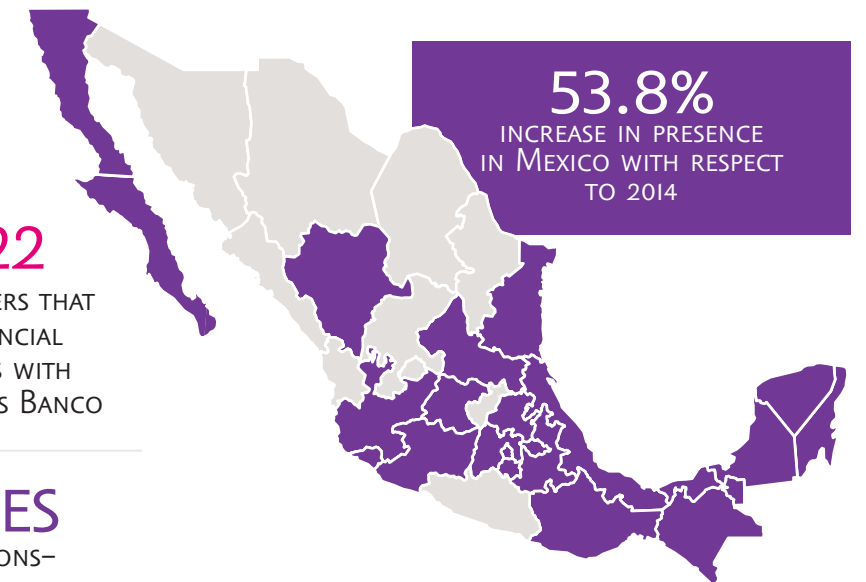 53.8%
INCREASE IN PRESENCE
IN MEXICO WITH RESPECT
TO 2014
22
ERS THAT
NCIAL
S WITH
S BANCO
ES
ONS–